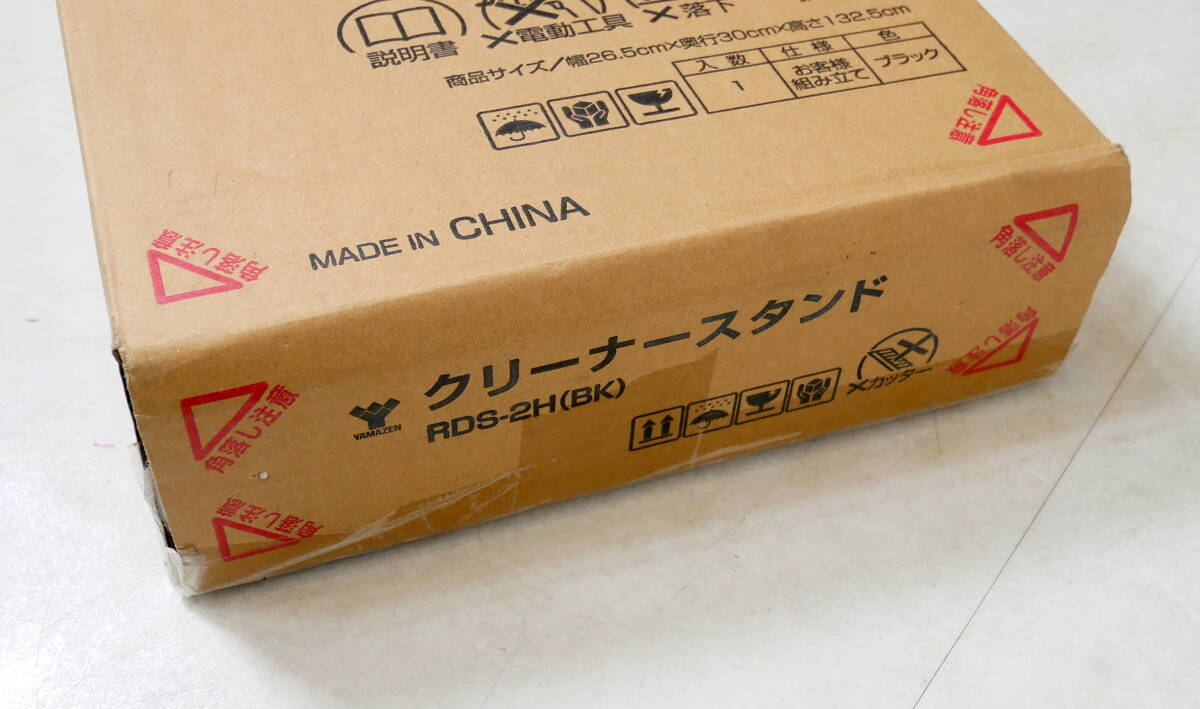 説明書
×電動工具
×落下
商品サイズ/幅26.5cm×奥行30cm×高さ132.5cm
入数 仕様 色
1 お客様組み立て ブラック
角落し注意
角落し注意
MADE IN CHINA
角落し注意
クリーナースタンド
YAMAZEN
RDS-2H(BK)
×カッター
角落し注意
角落し注意
角落し注意